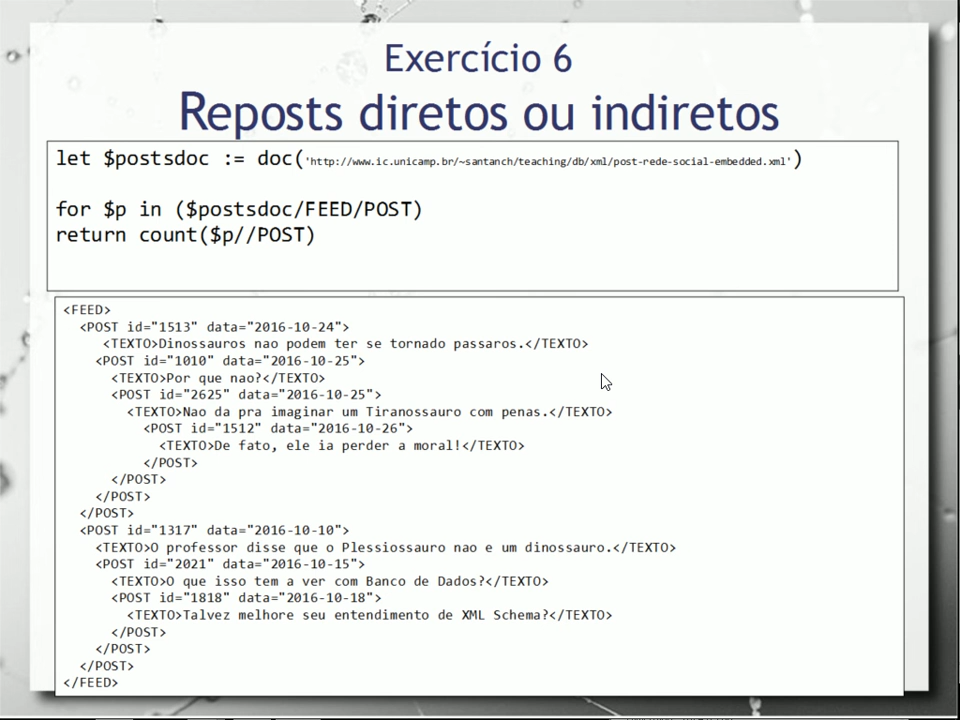 Exercício 6
Reposts diretos ou indiretos
let $postsdoc := doc('http://www.ic.unicamp.br/~santanch/teaching/db/xml/post-rede-social-embedded.xml')
for $p in ($postsdoc/FEED/POST)
return count($p//POST)
<FEED>
<POST id="1513" data="2016-10-24">
<TEXTO>Dinossauros nao podem ter se tornado passaros.</TEXTO>
<POST id="1010" data="2016-10-25">
<TEXTO>Por que nao?</TEXTO>
<POST id="2625" data="2016-10-25">
<TEXTO>Nao da pra imaginar um Tiranossauro com penas.</TEXTO>
<POST id="1512" data="2016-10-26">
<TEXTO>De fato, ele ia perder a moral!</TEXTO>
</POST>
</POST>
</POST>
</POST>
<POST id="1317" data="2016-10-10">
<TEXTO>O professor disse que o Plessiossauro nao e um dinossauro.</TEXTO>
<POST id="2021" data="2016-10-15">
<TEXTO>O que isso tem a ver com Banco de Dados?</TEXTO>
<POST id="1818" data="2016-10-18">
<TEXTO>Talvez melhore seu entendimento de XML Schema?</TEXTO>
</POST>
</POST>
</POST>
</FEED>